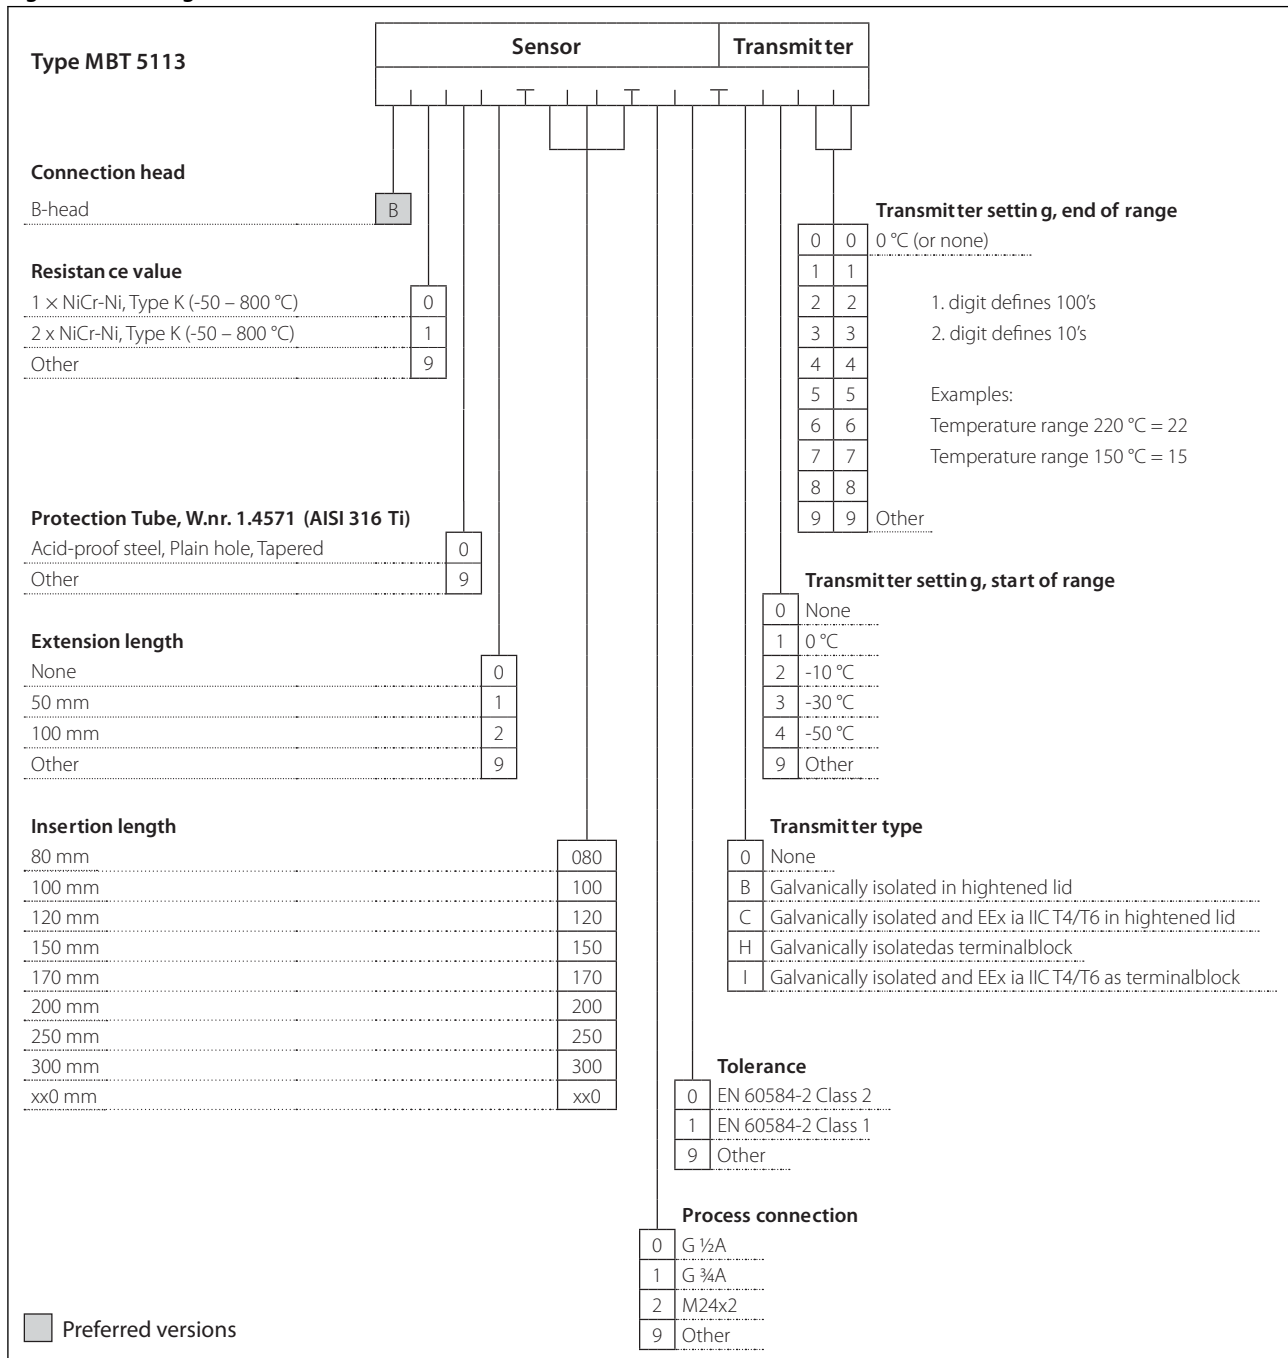 Type MBT 5113
Sensor
Transmitter
Connection head
B-head B
Resistance value
1 × NiCr-Ni, Type K (-50 – 800 °C) 0
2 x NiCr-Ni, Type K (-50 – 800 °C) 1
Other 9
Protection Tube, W.nr. 1.4571 (AISI 316 Ti)
Acid-proof steel, Plain hole, Tapered 0
Other 9
Extension length
None 0
50 mm 1
100 mm 2
Other 9
Insertion length
80 mm 080
100 mm 100
120 mm 120
150 mm 150
170 mm 170
200 mm 200
250 mm 250
300 mm 300
xx0 mm xx0
Transmitter setting, end of range
0 0 0 °C (or none)
1 1
2 2 1. digit defines 100's
3 3 2. digit defines 10's
4 4
5 5 Examples:
6 6 Temperature range 220 °C = 22
7 7 Temperature range 150 °C = 15
8 8
9 9 Other
Transmitter setting, start of range
0 None
1 0 °C
2 -10 °C
3 -30 °C
4 -50 °C
9 Other
Transmitter type
0 None
B Galvanically isolated in hightened lid
C Galvanically isolated and EEx ia IIC T4/T6 in hightened lid
H Galvanically isolatedas terminalblock
I Galvanically isolated and EEx ia IIC T4/T6 as terminalblock
Tolerance
0 EN 60584-2 Class 2
1 EN 60584-2 Class 1
9 Other
Process connection
0 G ½A
1 G ¾A
2 M24x2
9 Other
Preferred versions